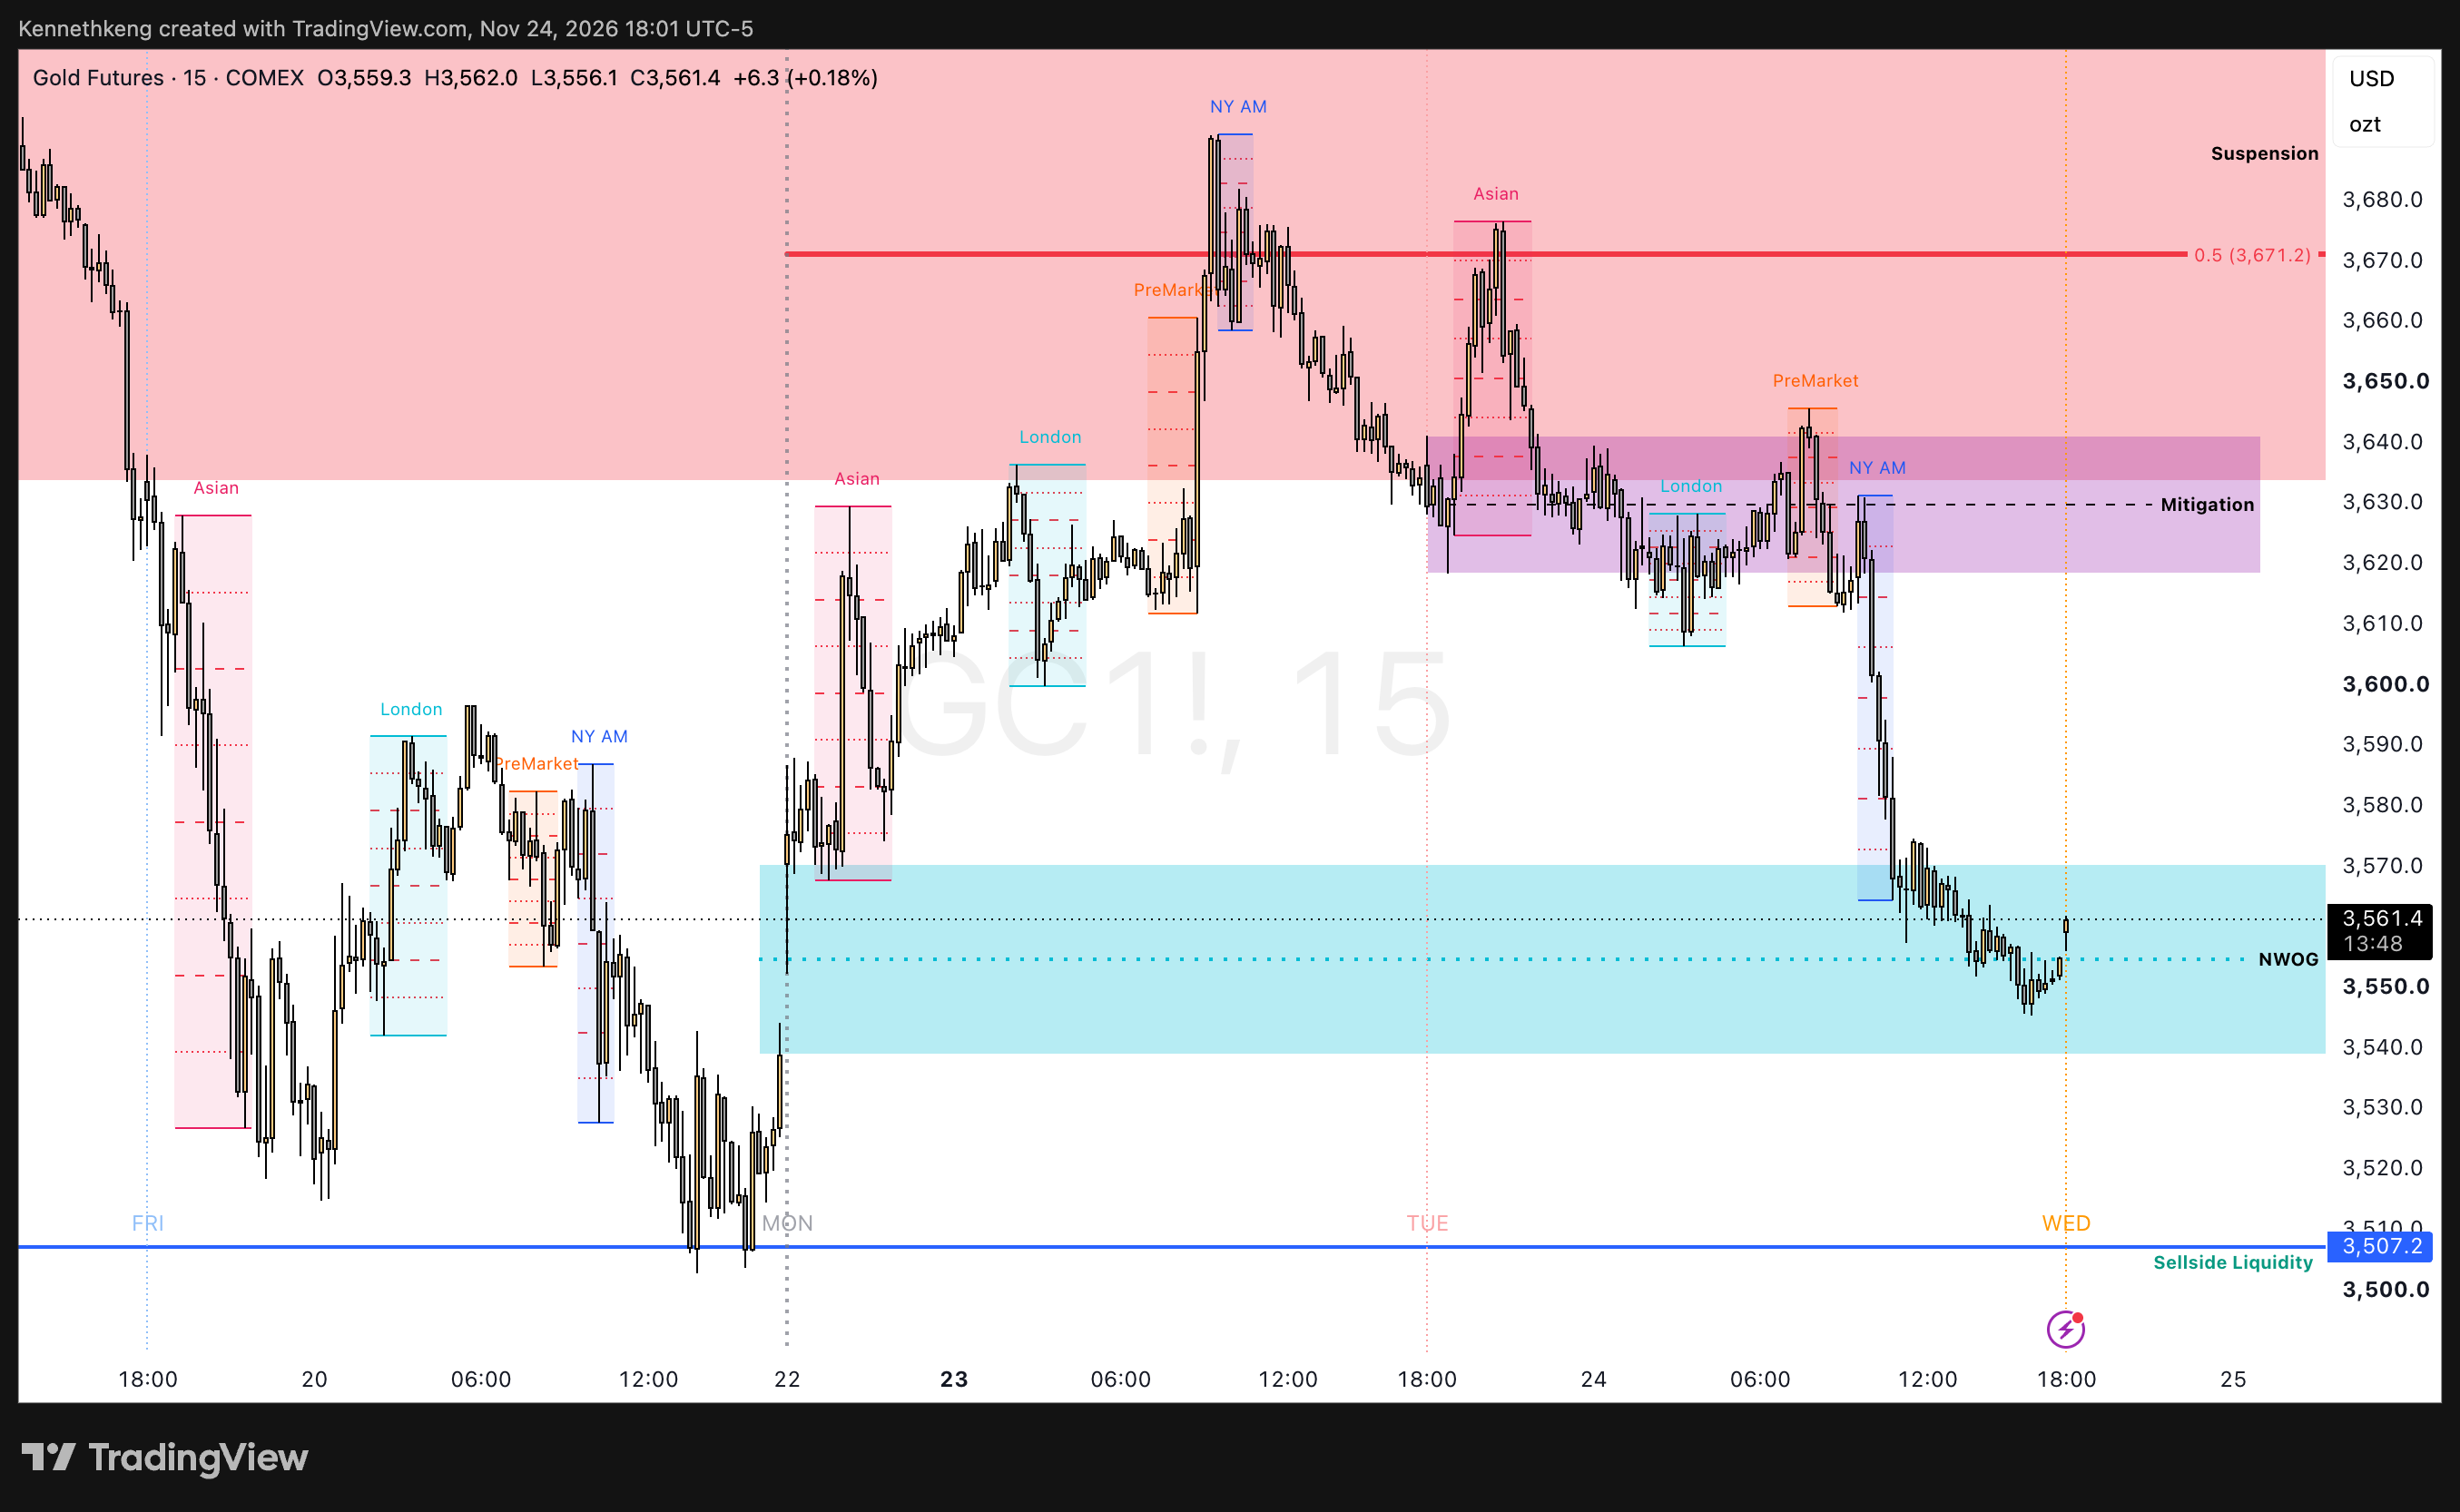 Kennethkeng created with TradingView.com, Nov 24, 2026 18:01 UTC-5
Gold Futures · 15 · COMEX O3,559.3 H3,562.0 L3,556.1 C3,561.4 +6.3 (+0.18%)
USD
ozt
NY AM
Suspension
Asian
3,680.0
0.5 (3,671.2)
3,670.0
PreMarket
3,660.0
PreMarket
3,650.0
London
3,640.0
NY AM
Asian
Asian
London
3,630.0
Mitigation
3,620.0
3,610.0
GC1!, 15
3,600.0
London
NY AM
3,590.0
PreMarket
3,580.0
3,570.0
3,561.4
13:48
NWOG
3,550.0
3,540.0
3,530.0
3,520.0
FRI
MON
TUE
WED
3,510.0
3,507.2
Sellside Liquidity
3,500.0
18:00 20 06:00 12:00 22 23 06:00 12:00 18:00 24 06:00 12:00 18:00 25
TradingView